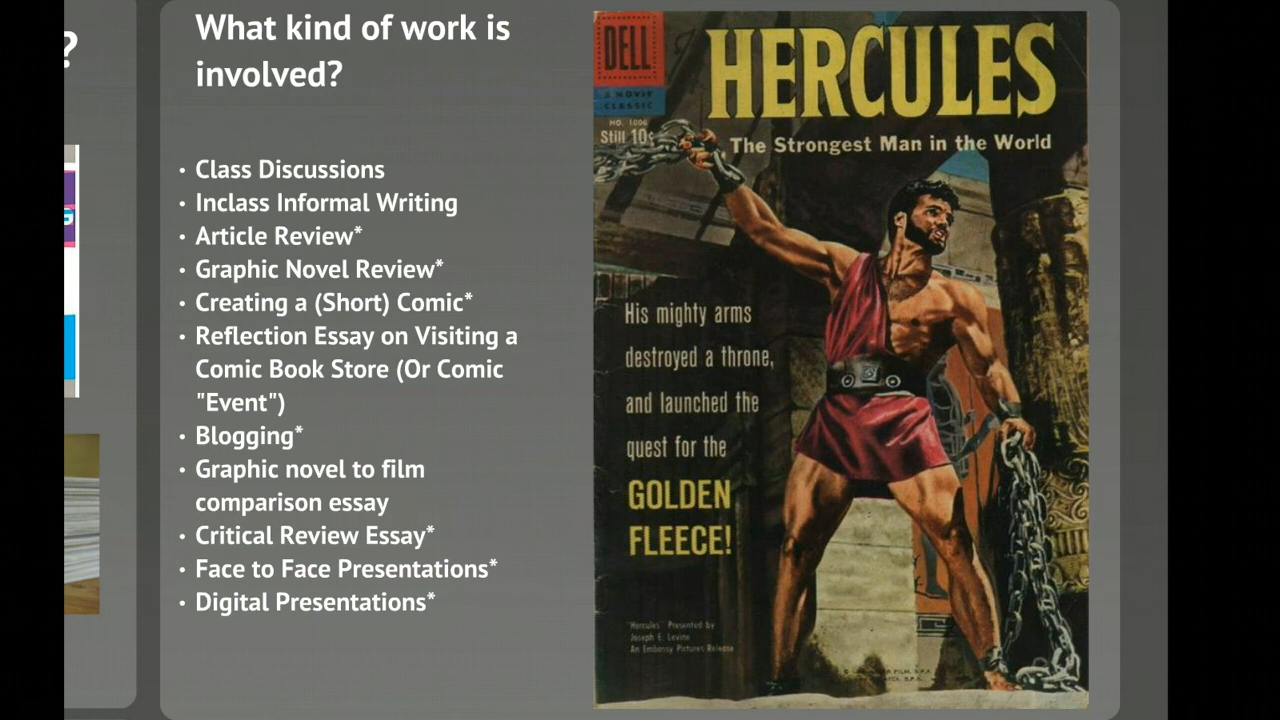 ?
What kind of work is
involved?
• Class Discussions
• Inclass Informal Writing
• Article Review*
• Graphic Novel Review*
• Creating a (Short) Comic*
• Reflection Essay on Visiting a
Comic Book Store (Or Comic
"Event")
• Blogging*
• Graphic novel to film
comparison essay
• Critical Review Essay*
• Face to Face Presentations*
• Digital Presentations*
DELL
A MOVIE
CLASSIC
NO. 1006
Still 10¢
HERCULES
The Strongest Man in the World
His mighty arms
destroyed a throne,
and launched the
quest for the
GOLDEN
FLEECE!
"Hercules" Presented by
Joseph E. Levine
An Embassy Pictures Release